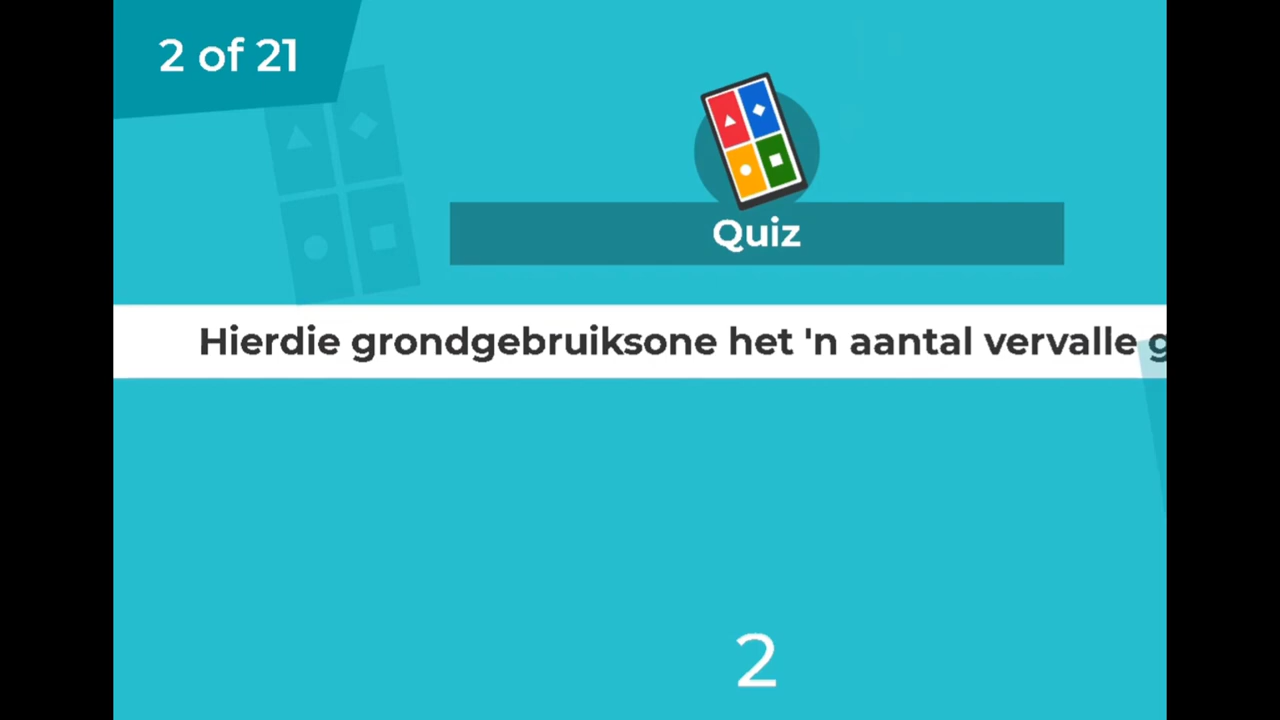 2 of 21
Quiz
Hierdie grondgebruiksone het 'n aantal vervalle
2